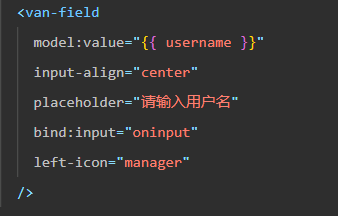 <van-field
model:value="{{ username }}"
input-align="center"
placeholder="请输入用户名"
bind:input="oninput"
left-icon="manager"
/>